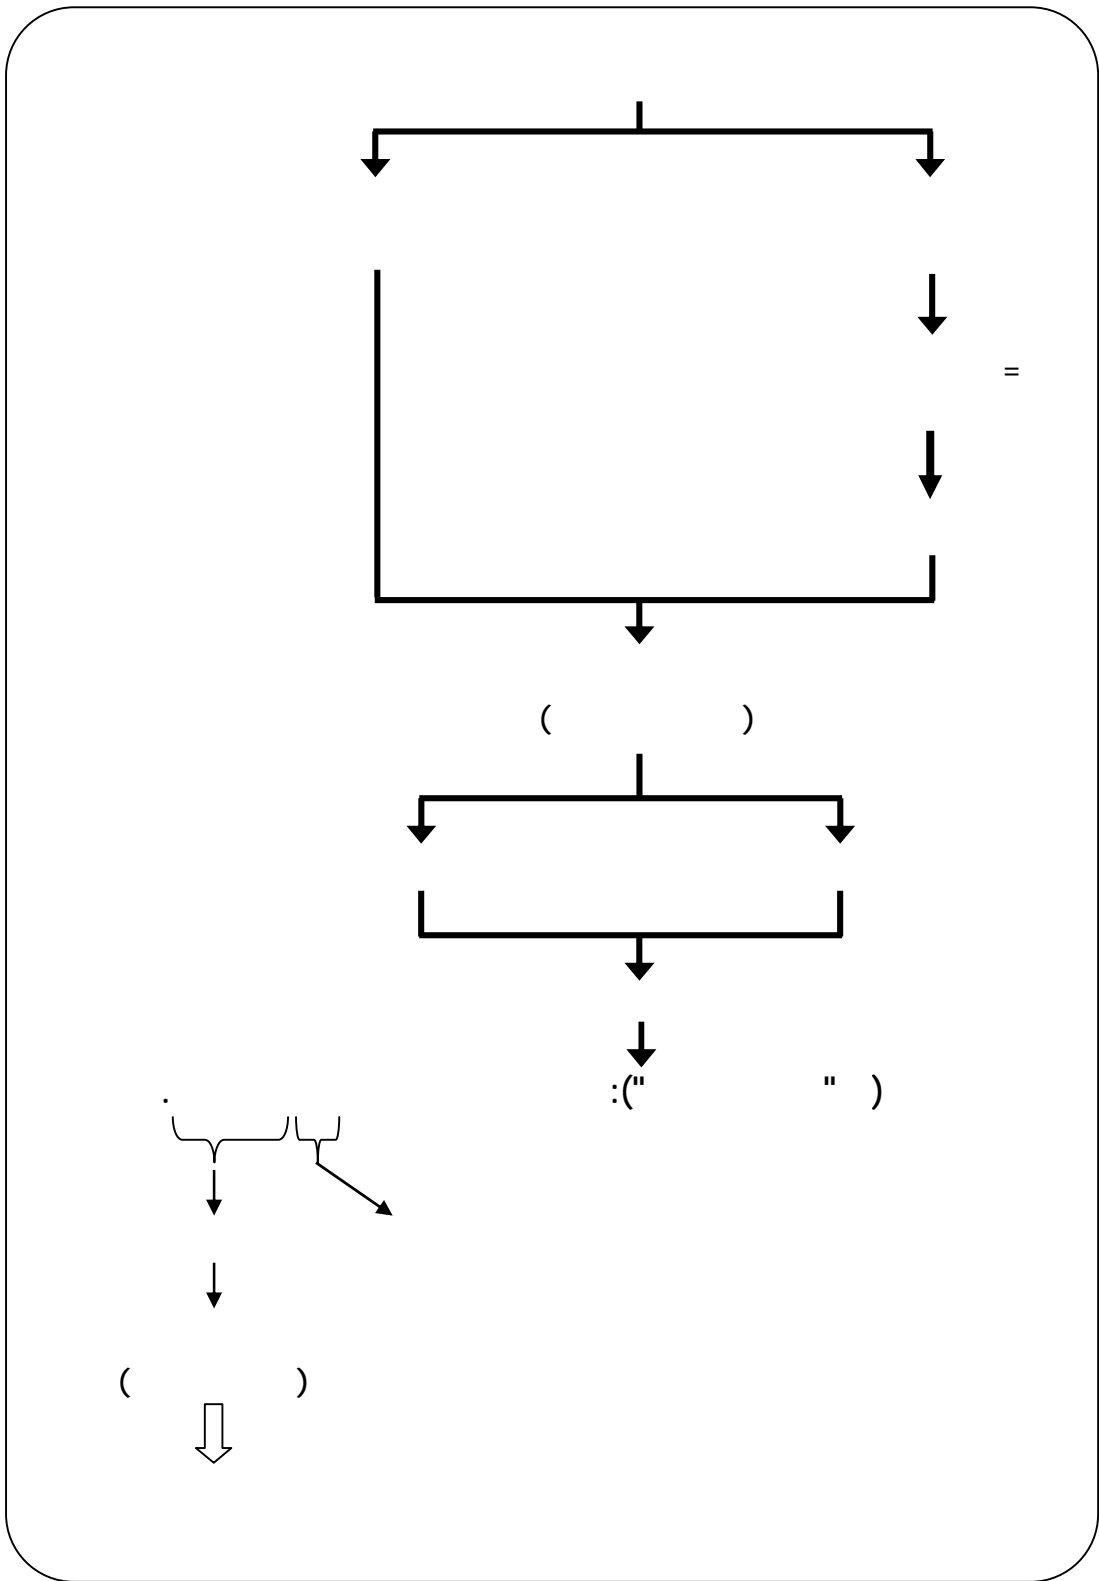 =
( )
:(" " )
.
( )